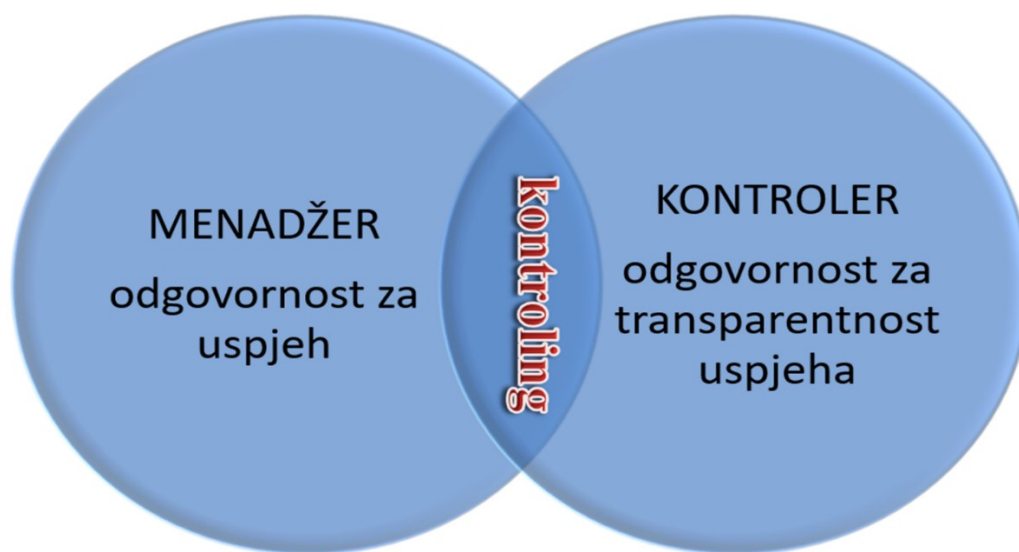 MENADŽER
odgovornost za
uspjeh
kontroling
KONTROLER
odgovornost za
transparentnost
uspjeha